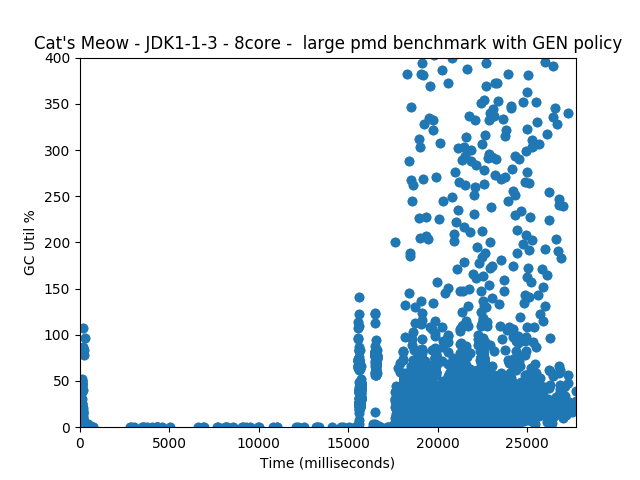 Cat's Meow - JDK1-1-3 - 8core -  large pmd benchmark with GEN policy
400
350
300
250
200
150
100
50
0
GC Util %
0 5000 10000 15000 20000 25000
Time (milliseconds)